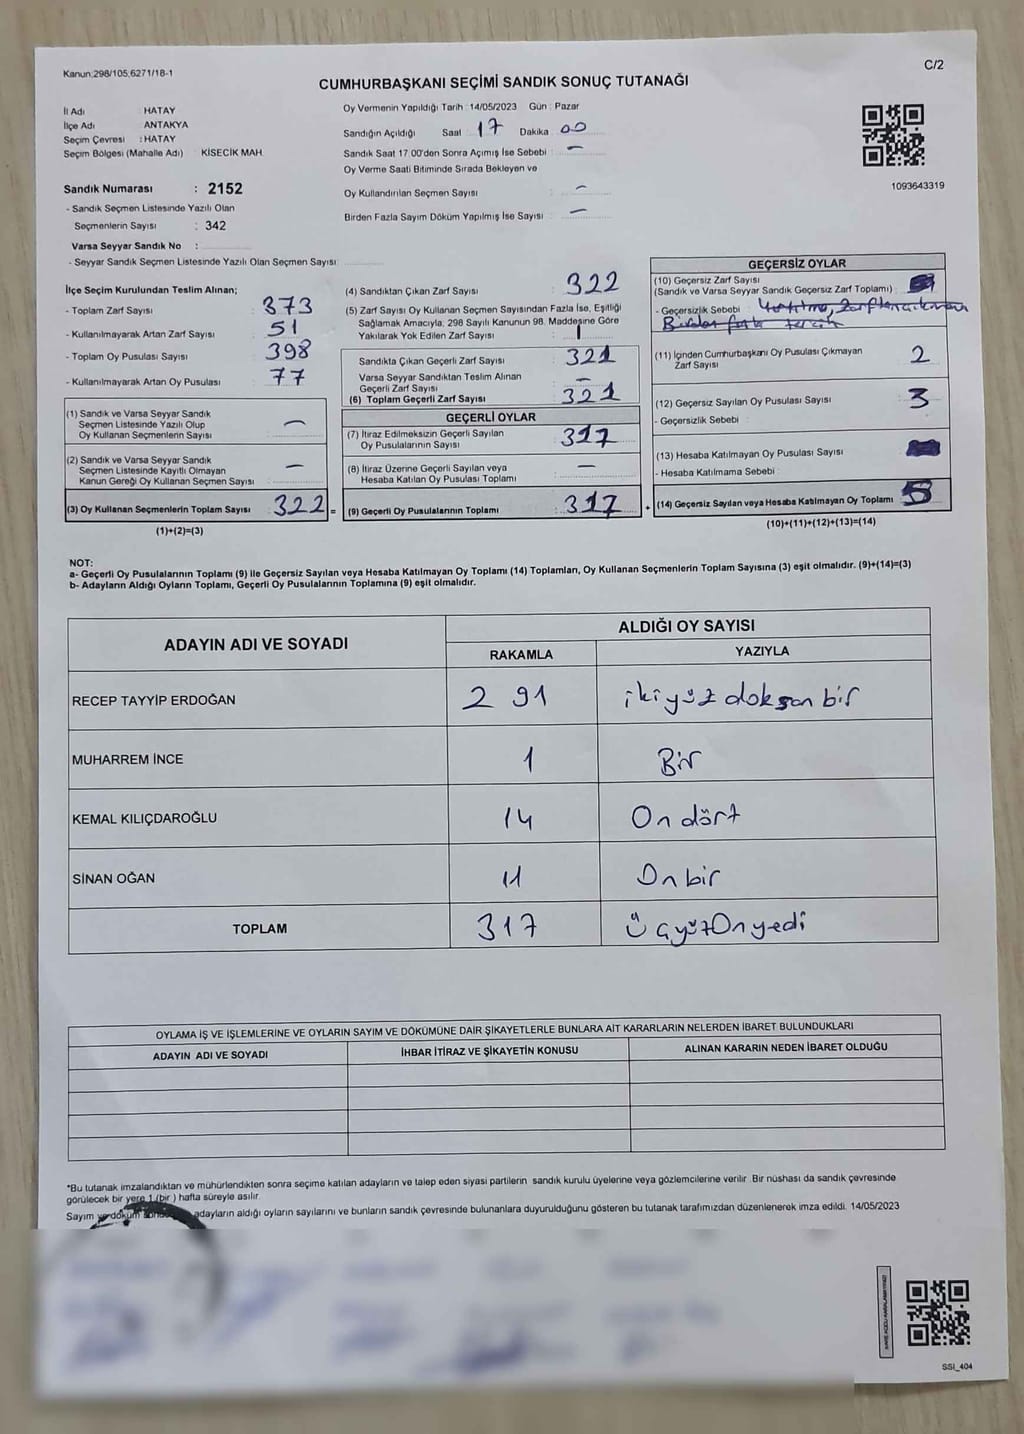 Kanun:298/105,6271/18-1
C/2
CUMHURBAŞKANI SEÇİMİ SANDIK SONUÇ TUTANAĞI
İl Adı HATAY
İlçe Adı ANTAKYA
Seçim Çevresi : HATAY
Seçim Bölgesi (Mahalle Adı) KİSECİK MAH.
Sandık Numarası : 2152
- Sandık Seçmen Listesinde Yazılı Olan
Seçmenlerin Sayısı : 342
Varsa Seyyar Sandık No :
- Seyyar Sandık Seçmen Listesinde Yazılı Olan Seçmen Sayısı:
Oy Vermenin Yapıldığı Tarih : 14/05/2023 Gün : Pazar
Sandığın Açıldığı Saat 17 Dakika 00
Sandık Saat 17:00'den Sonra Açımış İse Sebebi : -
Oy Verme Saati Bitiminde Sırada Bekleyen ve
Oy Kullandırılan Seçmen Sayısı : -
Birden Fazla Sayım Döküm Yapılmış İse Sayısı : -
1093643319
İlçe Seçim Kurulundan Teslim Alınan;
- Toplam Zarf Sayısı : 373
- Kullanılmayarak Artan Zarf Sayısı : 51
- Toplam Oy Pusulası Sayısı : 398
- Kullanılmayarak Artan Oy Pusulası : 77
(1) Sandık ve Varsa Seyyar Sandık
Seçmen Listesinde Yazılı Olup
Oy Kullanan Seçmenlerin Sayısı : -
(2) Sandık ve Varsa Seyyar Sandık
Seçmen Listesinde Kayıtlı Olmayan
Kanun Gereği Oy Kullanan Seçmen Sayısı : -
(3) Oy Kullanan Seçmenlerin Toplam Sayısı : 322 =
(1)+(2)=(3)
(4) Sandıktan Çıkan Zarf Sayısı : 322
(5) Zarf Sayısı Oy Kullanan Seçmen Sayısından Fazla İse, Eşitliği
Sağlamak Amacıyla, 298 Sayılı Kanunun 98. Maddesine Göre
Yakılarak Yok Edilen Zarf Sayısı : 1
Sandıkta Çıkan Geçerli Zarf Sayısı : 321
Varsa Seyyar Sandıktan Teslim Alınan
Geçerli Zarf Sayısı : -
(6) Toplam Geçerli Zarf Sayısı : 321
GEÇERLİ OYLAR
(7) İtiraz Edilmeksizin Geçerli Sayılan
Oy Pusulalarının Sayısı : 317
(8) İtiraz Üzerine Geçerli Sayılan veya
Hesaba Katılan Oy Pusulası Toplamı : -
(9) Geçerli Oy Pusulalarının Toplamı : 317 +
GEÇERSİZ OYLAR
(10) Geçersiz Zarf Sayısı
(Sandık ve Varsa Seyyar Sandık Geçersiz Zarf Toplamı) :
- Geçersizlik Sebebi :
(11) İçinden Cumhurbaşkanı Oy Pusulası Çıkmayan
Zarf Sayısı : 2
(12) Geçersiz Sayılan Oy Pusulası Sayısı : 3
- Geçersizlik Sebebi :
(13) Hesaba Katılmayan Oy Pusulası Sayısı :
- Hesaba Katılmama Sebebi :
(14) Geçersiz Sayılan veya Hesaba Katılmayan Oy Toplamı : 5
(10)+(11)+(12)+(13)=(14)
NOT:
a- Geçerli Oy Pusulalarının Toplamı (9) ile Geçersiz Sayılan veya Hesaba Katılmayan Oy Toplamı (14) Toplamları, Oy Kullanan Seçmenlerin Toplam Sayısına (3) eşit olmalıdır. (9)+(14)=(3)
b- Adayların Aldığı Oyların Toplamı, Geçerli Oy Pusulalarının Toplamına (9) eşit olmalıdır.
ADAYIN ADI VE SOYADI
ALDIĞI OY SAYISI
RAKAMLA YAZIYLA
RECEP TAYYİP ERDOĞAN 291 ikiyüz doksan bir
MUHARREM İNCE 1 Bir
KEMAL KILIÇDAROĞLU 14 On dört
SİNAN OĞAN 11 On bir
TOPLAM 317 ÜçyüzOnyedi
OYLAMA İŞ VE İŞLEMLERİNE VE OYLARIN SAYIM VE DÖKÜMÜNE DAİR ŞİKAYETLERLE BUNLARA AİT KARARLARIN NELERDEN İBARET BULUNDUKLARI
ADAYIN ADI VE SOYADI İHBAR İTİRAZ VE ŞİKAYETİN KONUSU ALINAN KARARIN NEDEN İBARET OLDUĞU
*Bu tutanak imzalandıktan ve mühürlendikten sonra seçime katılan adayların ve talep eden siyasi partilerin sandık kurulu üyelerine veya gözlemcilerine verilir. Bir nüshası da sandık çevresinde
görülecek bir yere 1 (bir ) hafta süreyle asılır.
Sayım ve döküm adayların aldığı oyların sayılarını ve bunların sandık çevresinde bulunanlara duyurulduğunu gösteren bu tutanak tarafımızdan düzenlenerek imza edildi. 14/05/2023
SSI_404